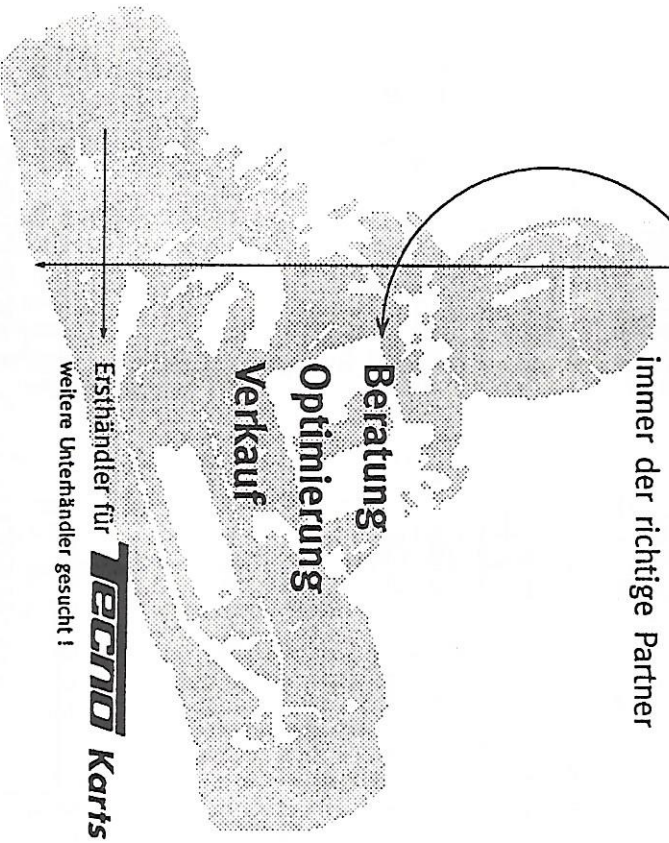 immer der richtige Partner
Beratung
Optimierung
Verkauf
Ersthändler für Tecno Karts
weitere Unterhändler gesucht!